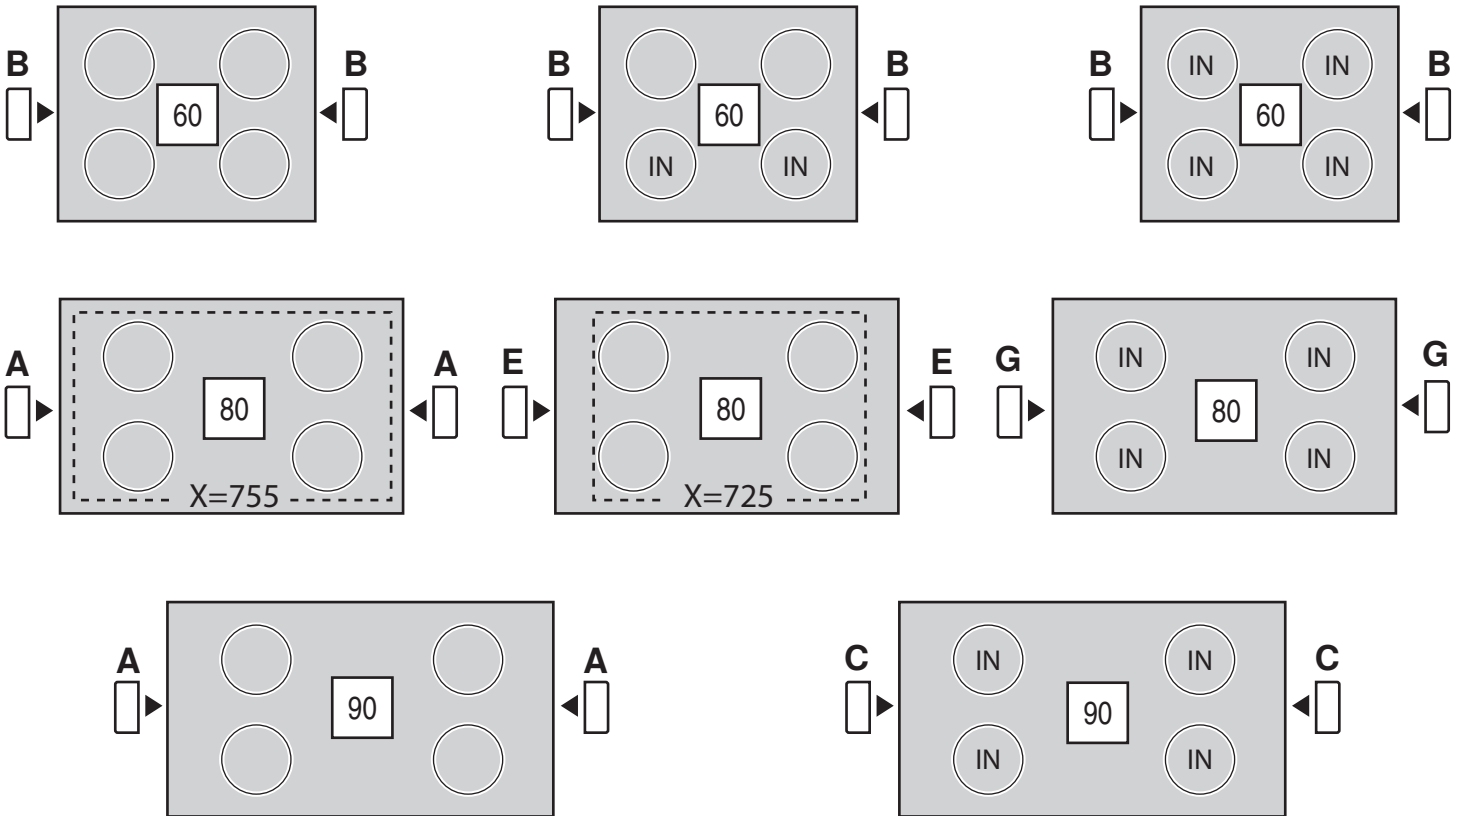 B B B B B B
60 60 IN IN 60
IN IN IN IN
A A E E G G
80 80 IN IN 80
X=755 X=725 IN IN
A A C C
90 IN IN 90
IN IN